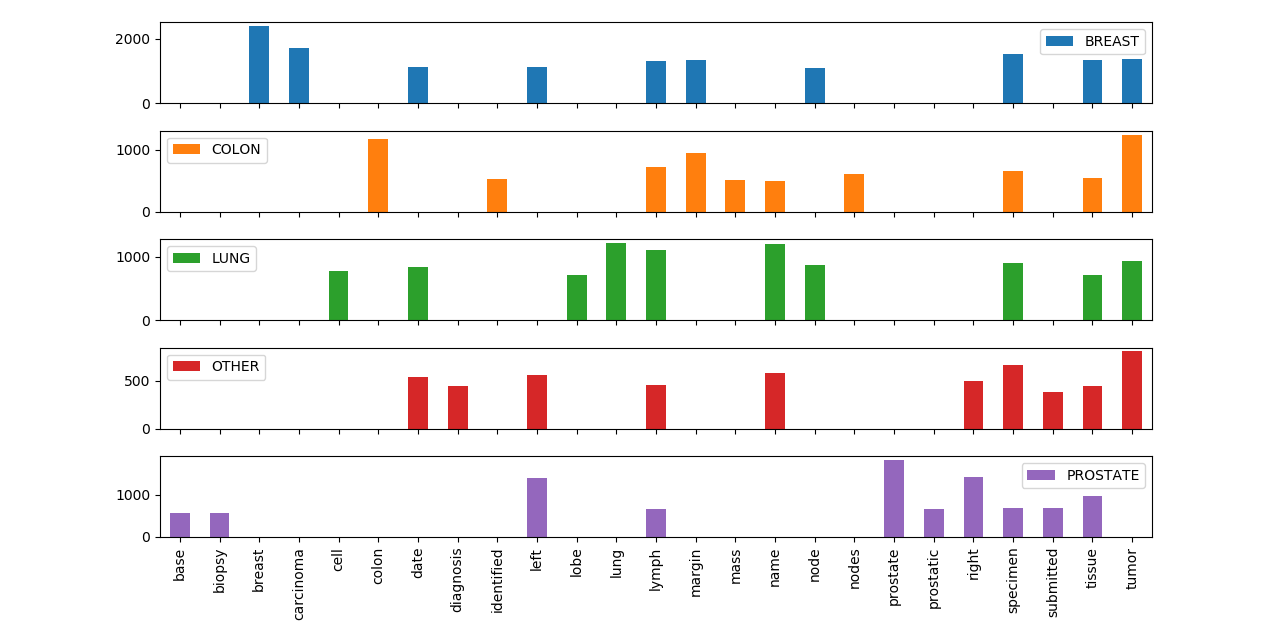 2000
0
BREAST
1000
0
COLON
1000
0
LUNG
500
0
OTHER
1000
0
PROSTATE
base
biopsy
breast
carcinoma
cell
colon
date
diagnosis
identified
left
lobe
lung
lymph
margin
mass
name
node
nodes
prostate
prostatic
right
specimen
submitted
tissue
tumor